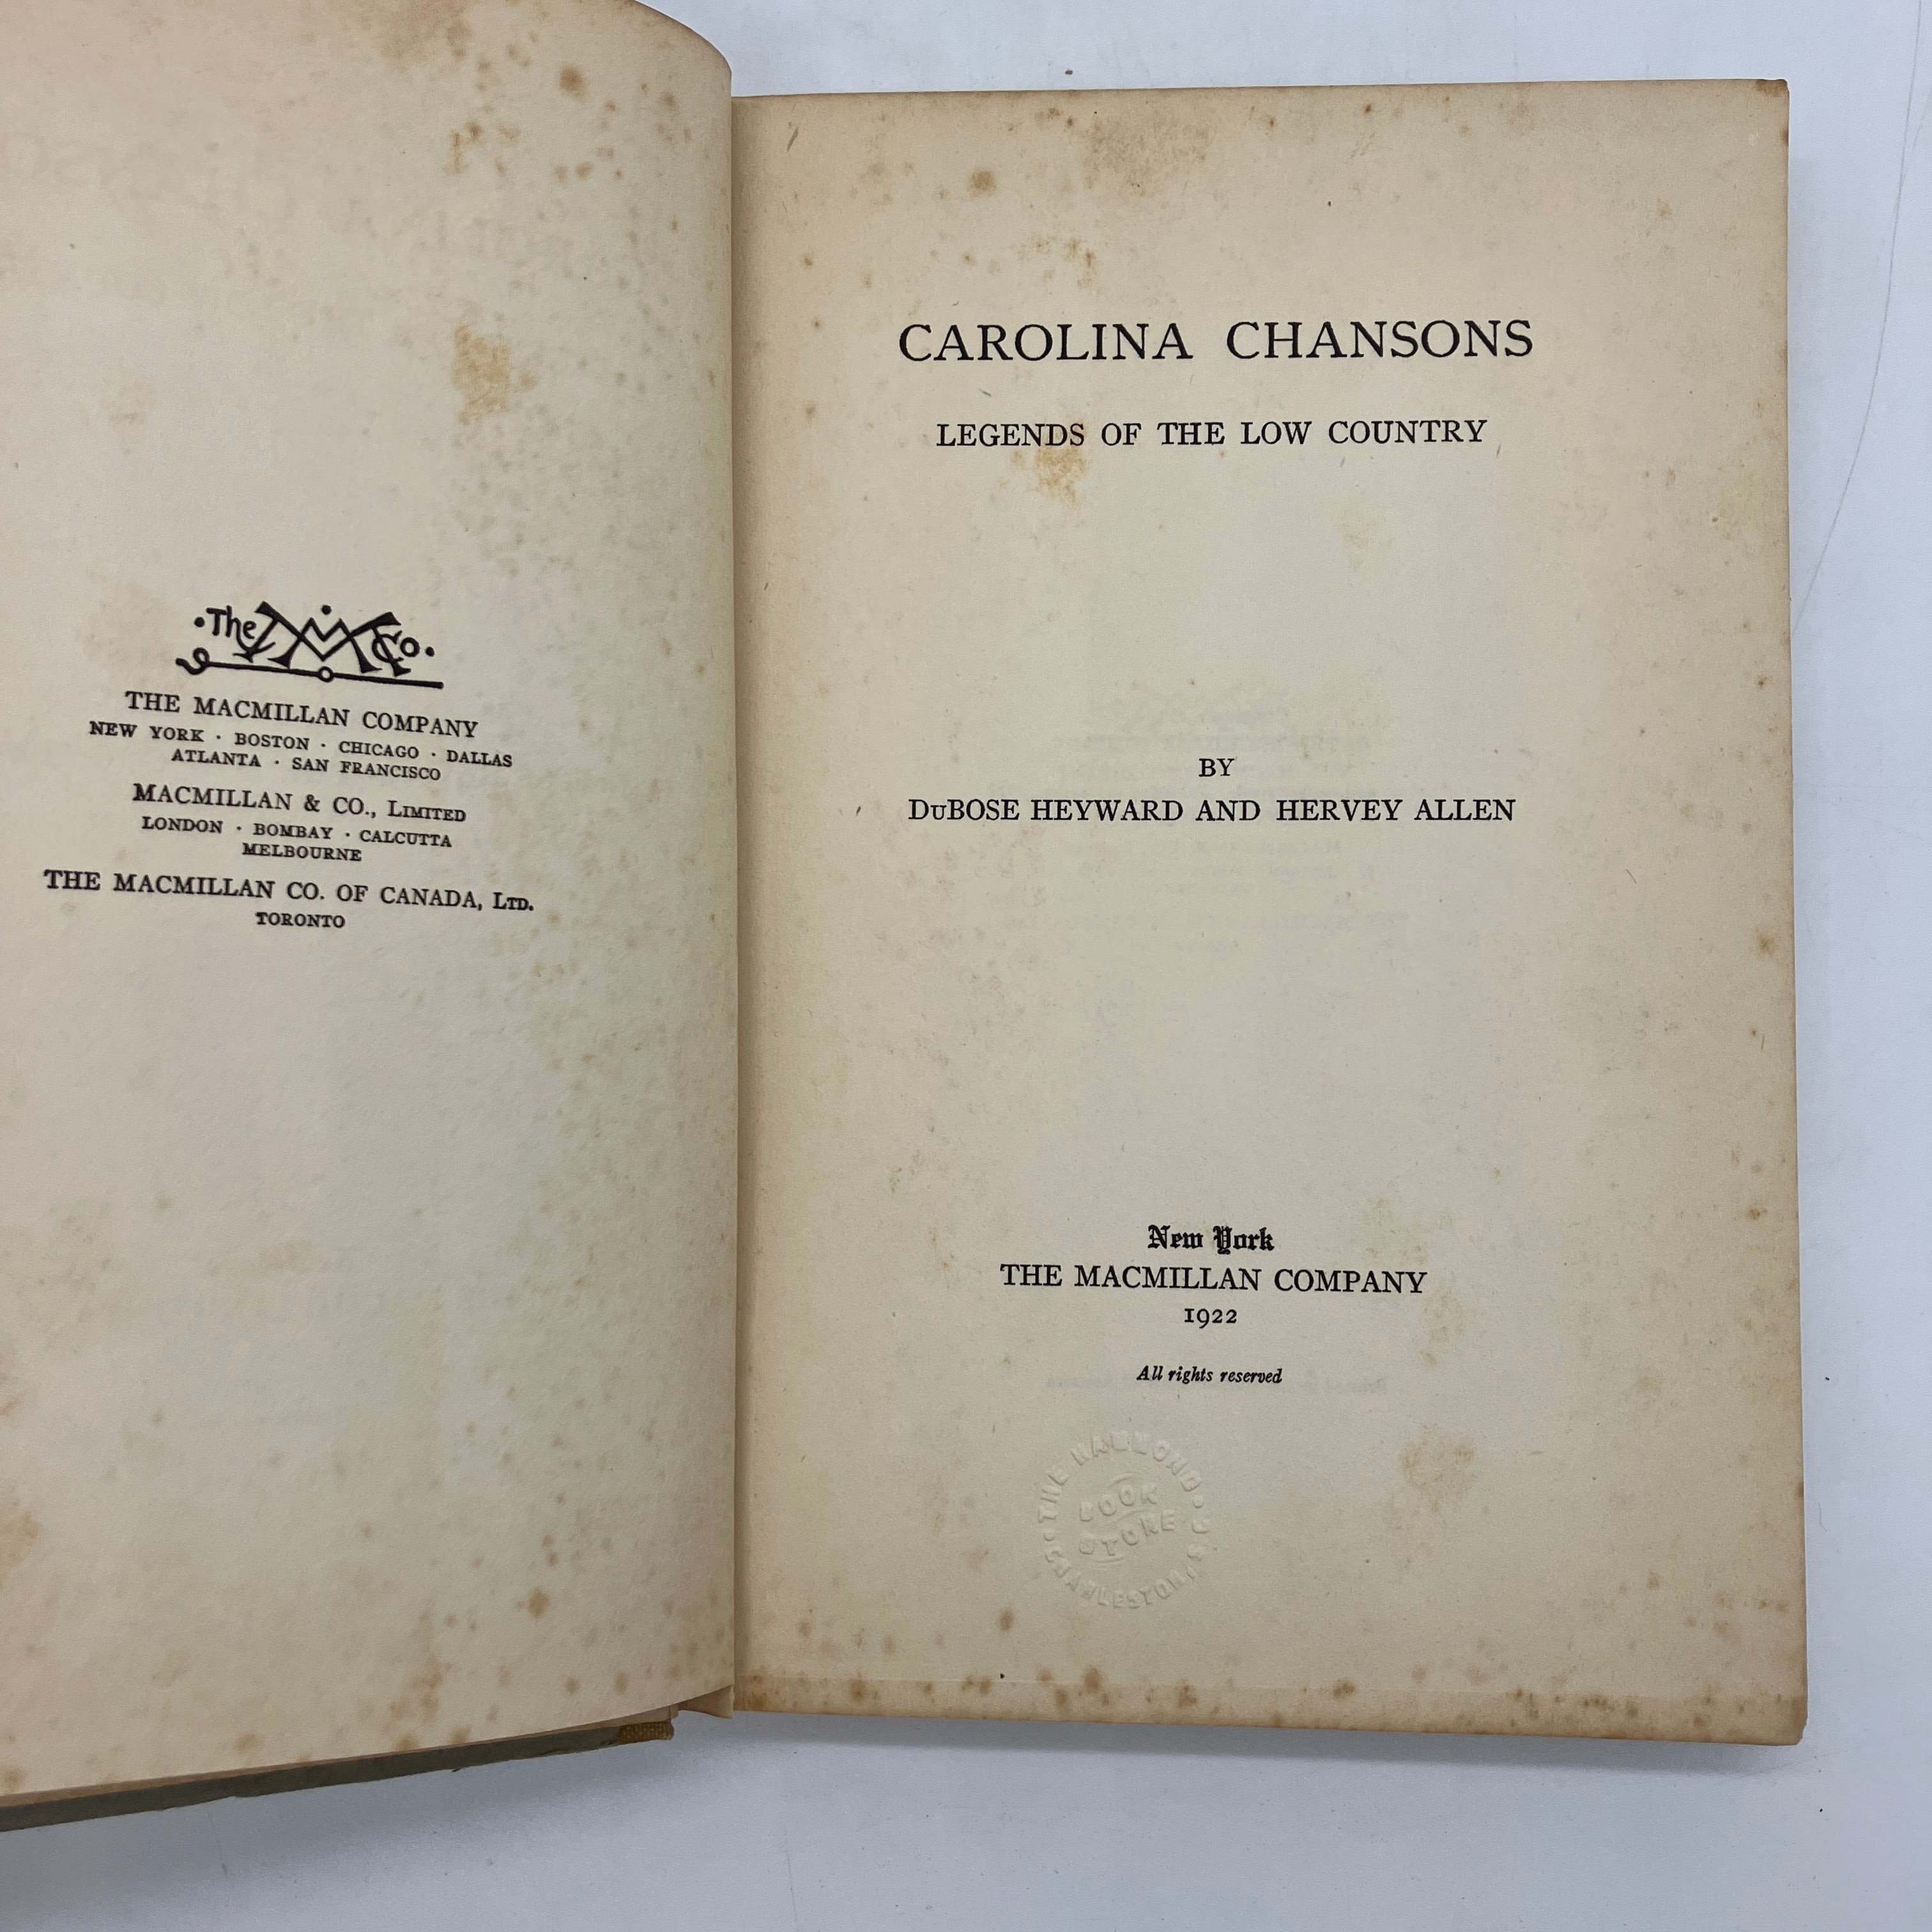 ·The M Co.·
THE MACMILLAN COMPANY
NEW YORK · BOSTON · CHICAGO · DALLAS
ATLANTA · SAN FRANCISCO
MACMILLAN & CO., LIMITED
LONDON · BOMBAY · CALCUTTA
MELBOURNE
THE MACMILLAN CO. OF CANADA, LTD.
TORONTO
CAROLINA CHANSONS
LEGENDS OF THE LOW COUNTRY
BY
DuBOSE HEYWARD AND HERVEY ALLEN
New York
THE MACMILLAN COMPANY
1922
All rights reserved
THE HAMMOND
BOOK
STORE
CHARLESTON, S.C.